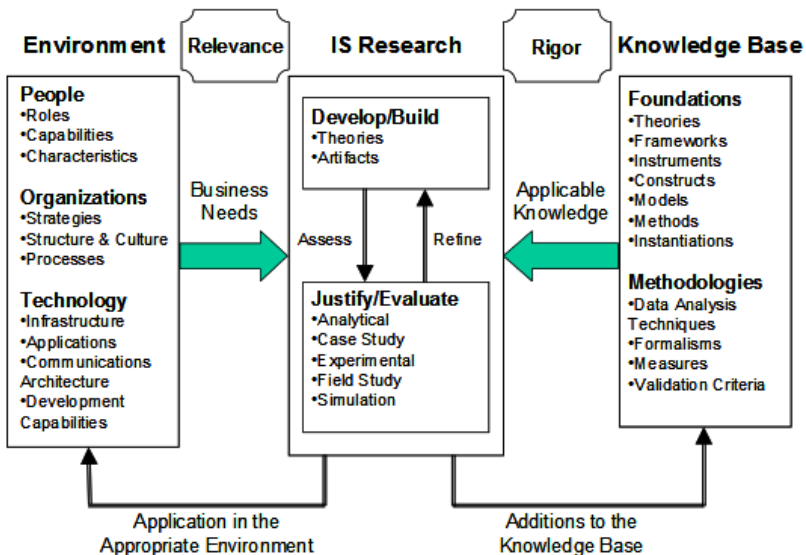 Environment
Relevance
IS Research
Rigor
Knowledge Base
People
•Roles
•Capabilities
•Characteristics
Organizations
•Strategies
•Structure & Culture
•Processes
Technology
•Infrastructure
•Applications
•Communications
Architecture
•Development
Capabilities
Business
Needs
Develop/Build
•Theories
•Artifacts
Assess
Refine
Justify/Evaluate
•Analytical
•Case Study
•Experimental
•Field Study
•Simulation
Applicable
Knowledge
Foundations
•Theories
•Frameworks
•Instruments
•Constructs
•Models
•Methods
•Instantiations
Methodologies
•Data Analysis
Techniques
•Formalisms
•Measures
•Validation Criteria
Application in the
Appropriate Environment
Additions to the
Knowledge Base